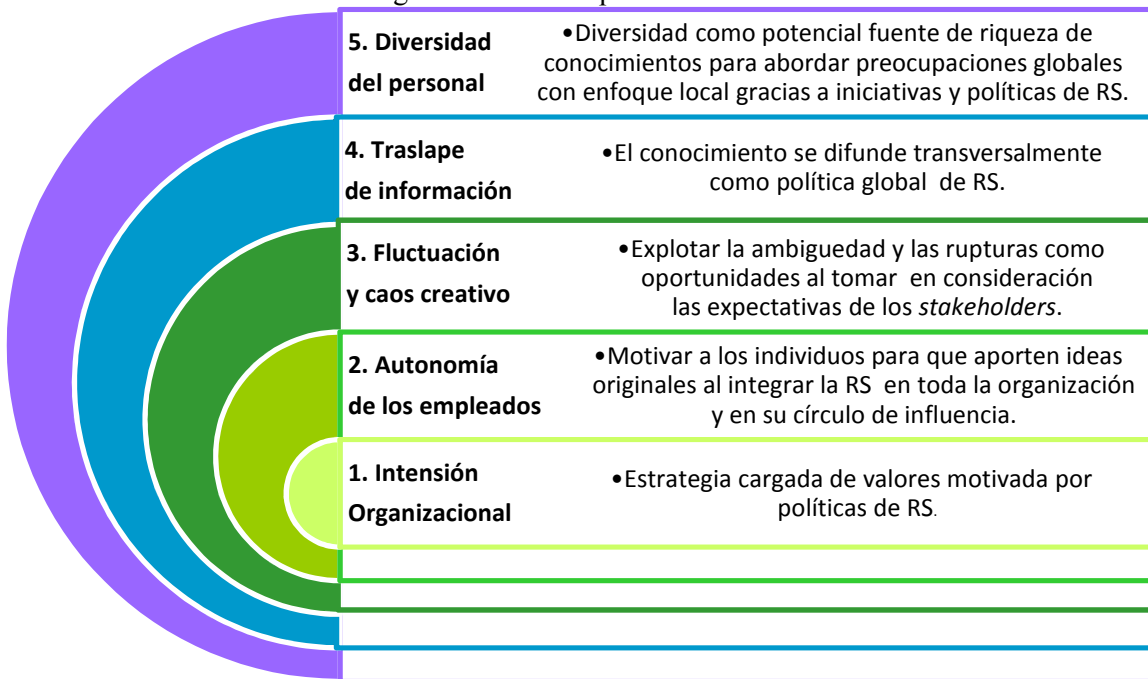 5. Diversidad
del personal
•Diversidad como potencial fuente de riqueza de
conocimientos para abordar preocupaciones globales
con enfoque local gracias a iniciativas y políticas de RS.
4. Traslape
de información
•El conocimiento se difunde transversalmente
como política global de RS.
3. Fluctuación
y caos creativo
•Explotar la ambiguedad y las rupturas como
oportunidades al tomar en consideración
las expectativas de los stakeholders.
2. Autonomía
de los empleados
•Motivar a los individuos para que aporten ideas
originales al integrar la RS en toda la organización
y en su círculo de influencia.
1. Intensión
Organizacional
•Estrategia cargada de valores motivada por
políticas de RS.